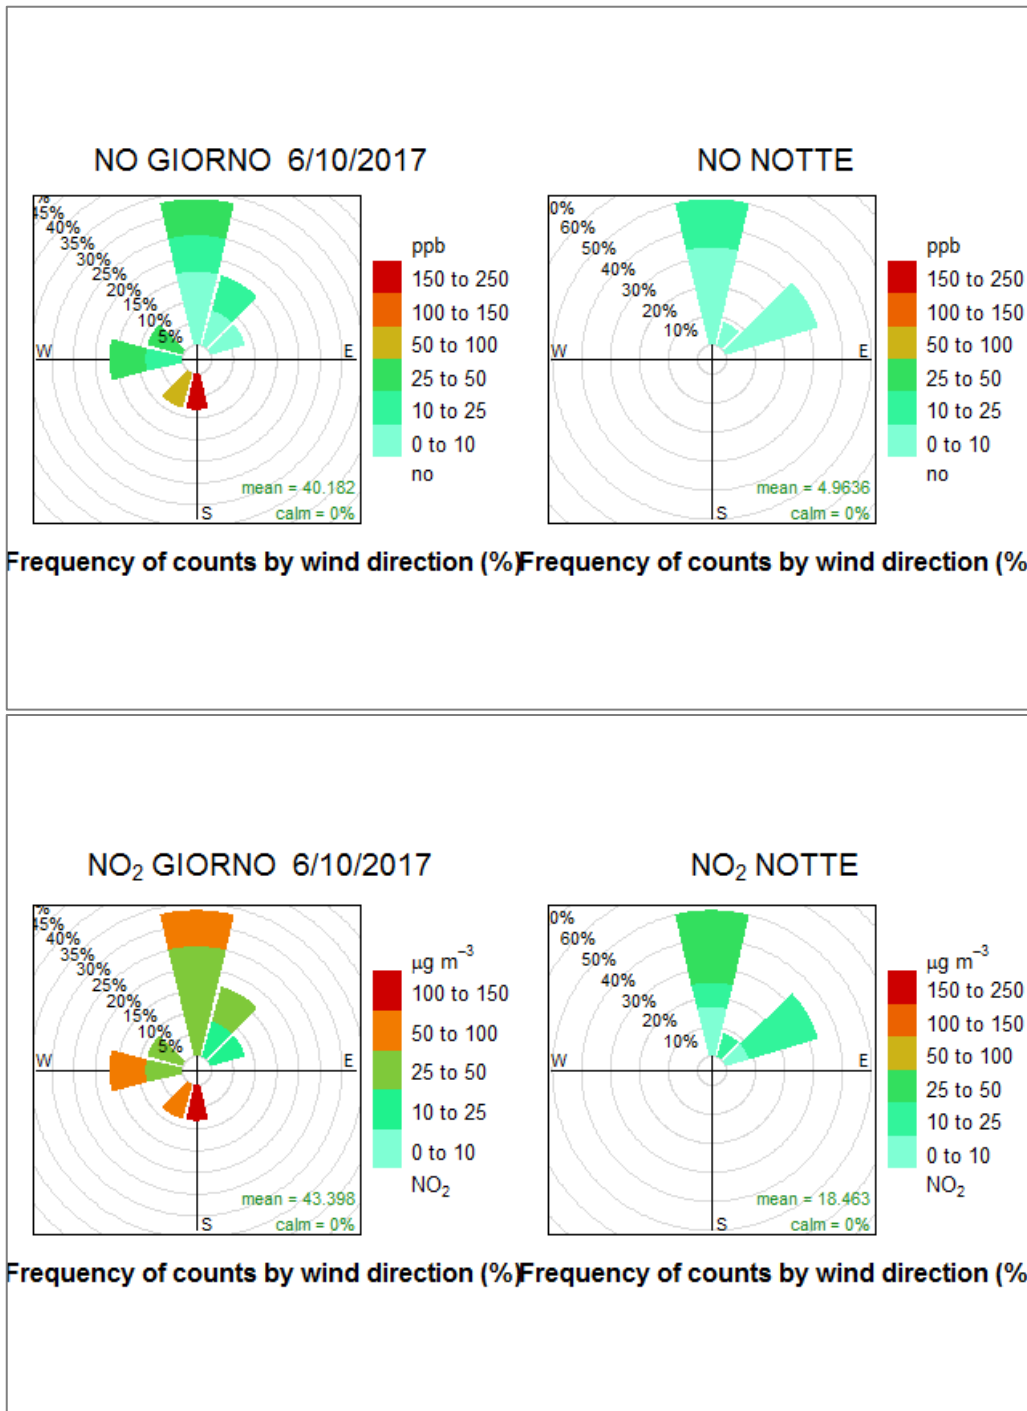 NO GIORNO 6/10/2017
45%
40%
35%
30%
25%
20%
15%
10%
5%
W
E
S
mean = 40.182
calm = 0%
ppb
150 to 250
100 to 150
50 to 100
25 to 50
10 to 25
0 to 10
no
Frequency of counts by wind direction (%)
NO NOTTE
0%
60%
50%
40%
30%
20%
10%
W
E
S
mean = 4.9636
calm = 0%
ppb
150 to 250
100 to 150
50 to 100
25 to 50
10 to 25
0 to 10
no
Frequency of counts by wind direction (%
NO₂ GIORNO 6/10/2017
45%
40%
35%
30%
25%
20%
15%
10%
5%
W
E
S
mean = 43.398
calm = 0%
µg m⁻³
100 to 150
50 to 100
25 to 50
10 to 25
0 to 10
NO₂
Frequency of counts by wind direction (%)
NO₂ NOTTE
0%
60%
50%
40%
30%
20%
10%
W
E
S
mean = 18.463
calm = 0%
µg m⁻³
150 to 250
100 to 150
50 to 100
25 to 50
10 to 25
0 to 10
NO₂
Frequency of counts by wind direction (%